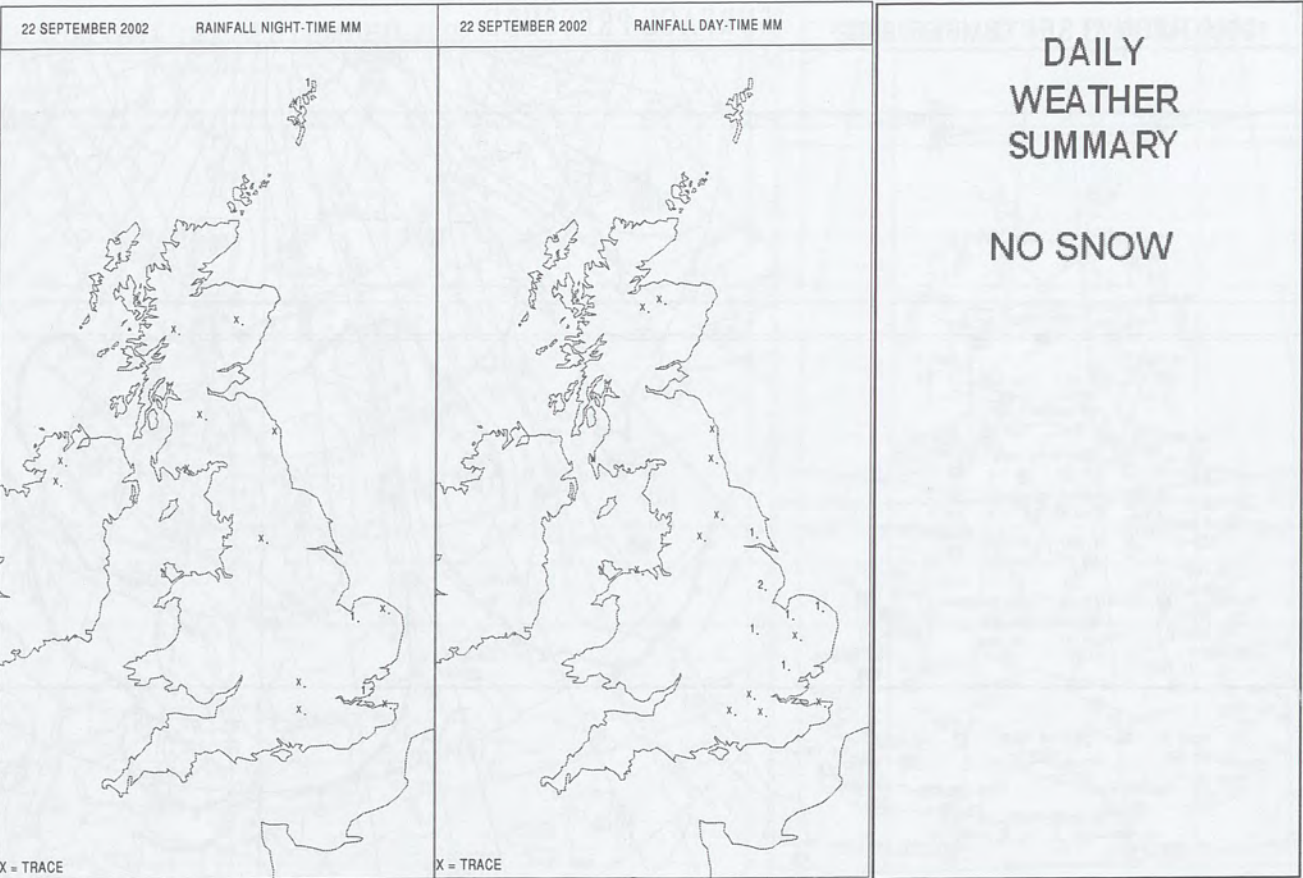 22 SEPTEMBER 2002 RAINFALL NIGHT-TIME MM
1
x.
x.
x.
x
x
x.
x.
x.
1.
x.
1
x
x.
X = TRACE
22 SEPTEMBER 2002 RAINFALL DAY-TIME MM
x.
x.
x
x.
x.
1.
x.
x
2.
1.
1.
x.
1.
x.
x
x.
x.
X = TRACE
DAILY
WEATHER
SUMMARY
NO SNOW